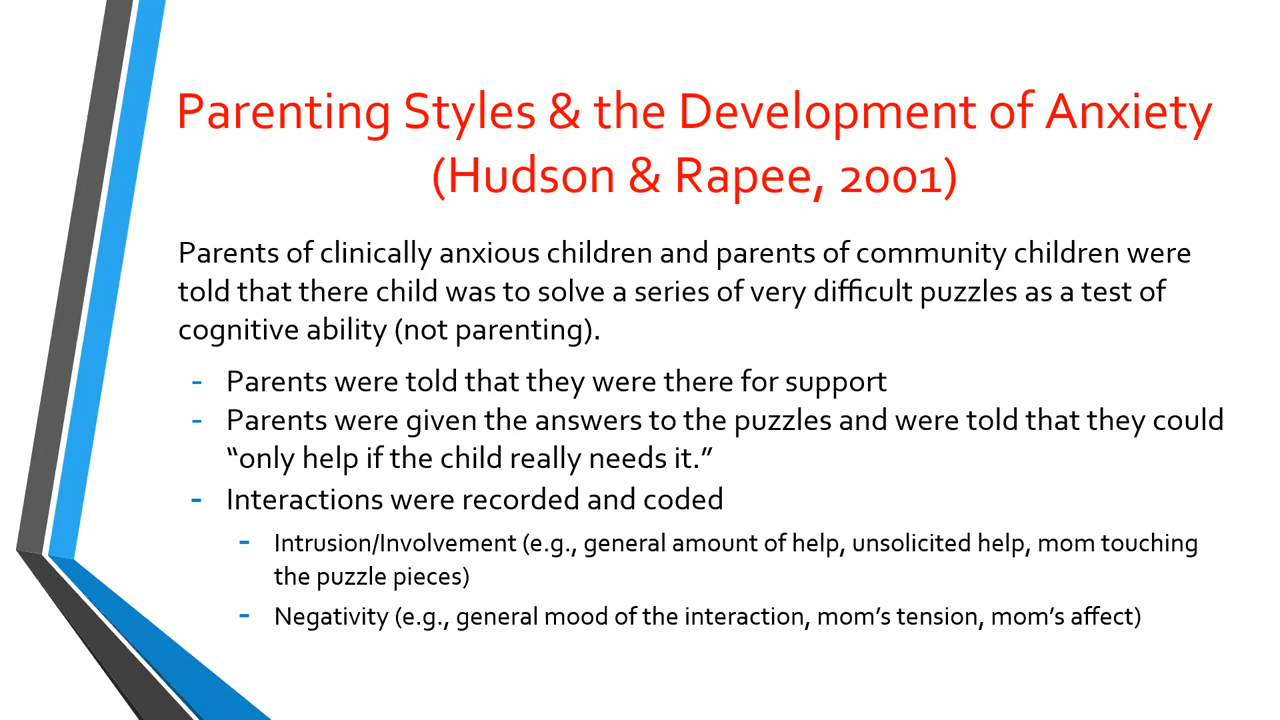 Parenting Styles & the Development of Anxiety
(Hudson & Rapee, 2001)
Parents of clinically anxious children and parents of community children were
told that there child was to solve a series of very difficult puzzles as a test of
cognitive ability (not parenting).
- Parents were told that they were there for support
- Parents were given the answers to the puzzles and were told that they could
“only help if the child really needs it.”
- Interactions were recorded and coded
- Intrusion/Involvement (e.g., general amount of help, unsolicited help, mom touching
the puzzle pieces)
- Negativity (e.g., general mood of the interaction, mom’s tension, mom’s affect)